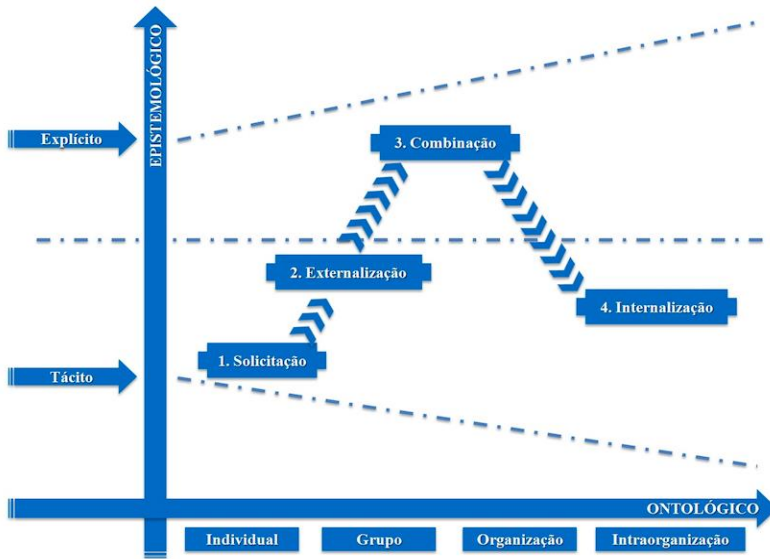 EPISTEMOLÓGICO
Explícito
3. Combinação
2. Externalização
4. Internalização
1. Solicitação
Tácito
ONTOLÓGICO
Individual
Grupo
Organização
Intraorganização